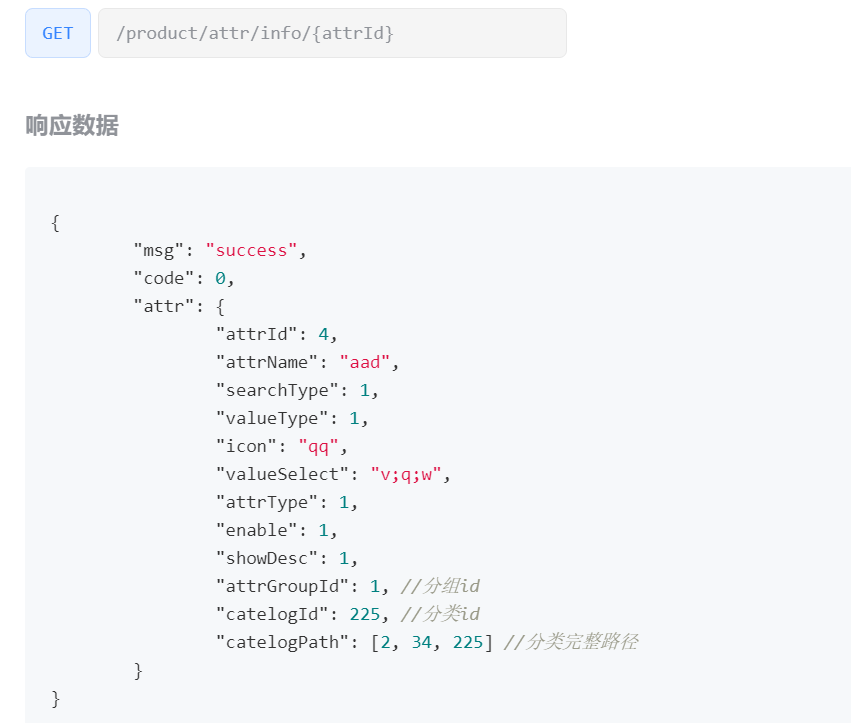 GET /product/attr/info/{attrId}
响应数据
{
"msg": "success",
"code": 0,
"attr": {
"attrId": 4,
"attrName": "aad",
"searchType": 1,
"valueType": 1,
"icon": "qq",
"valueSelect": "v;q;w",
"attrType": 1,
"enable": 1,
"showDesc": 1,
"attrGroupId": 1, //分组id
"catelogId": 225, //分类id
"catelogPath": [2, 34, 225] //分类完整路径
}
}